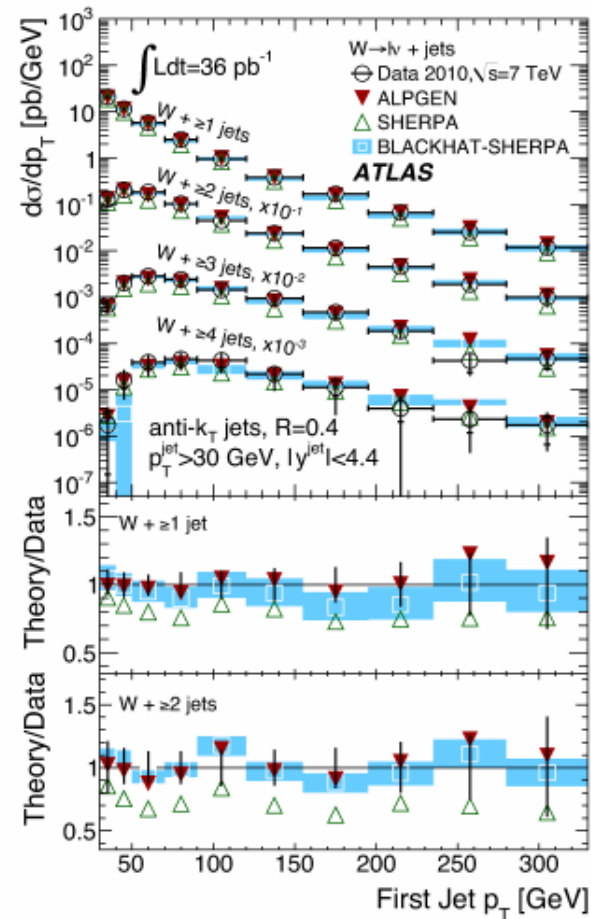 dσ/dp_T [pb/GeV]
10³
10²
10
1
10⁻¹
10⁻²
10⁻³
10⁻⁴
10⁻⁵
10⁻⁶
10⁻⁷
∫Ldt=36 pb⁻¹
W→lν + jets
Data 2010,√s=7 TeV
ALPGEN
SHERPA
BLACKHAT-SHERPA
ATLAS
W + ≥1 jets
W + ≥2 jets, x10⁻¹
W + ≥3 jets, x10⁻²
W + ≥4 jets, x10⁻³
anti-k_T jets, R=0.4
p_T^jet>30 GeV, |y^jet|<4.4
Theory/Data
1.5
1
0.5
W + ≥1 jet
Theory/Data
1.5
1
0.5
W + ≥2 jets
50 100 150 200 250 300
First Jet p_T [GeV]